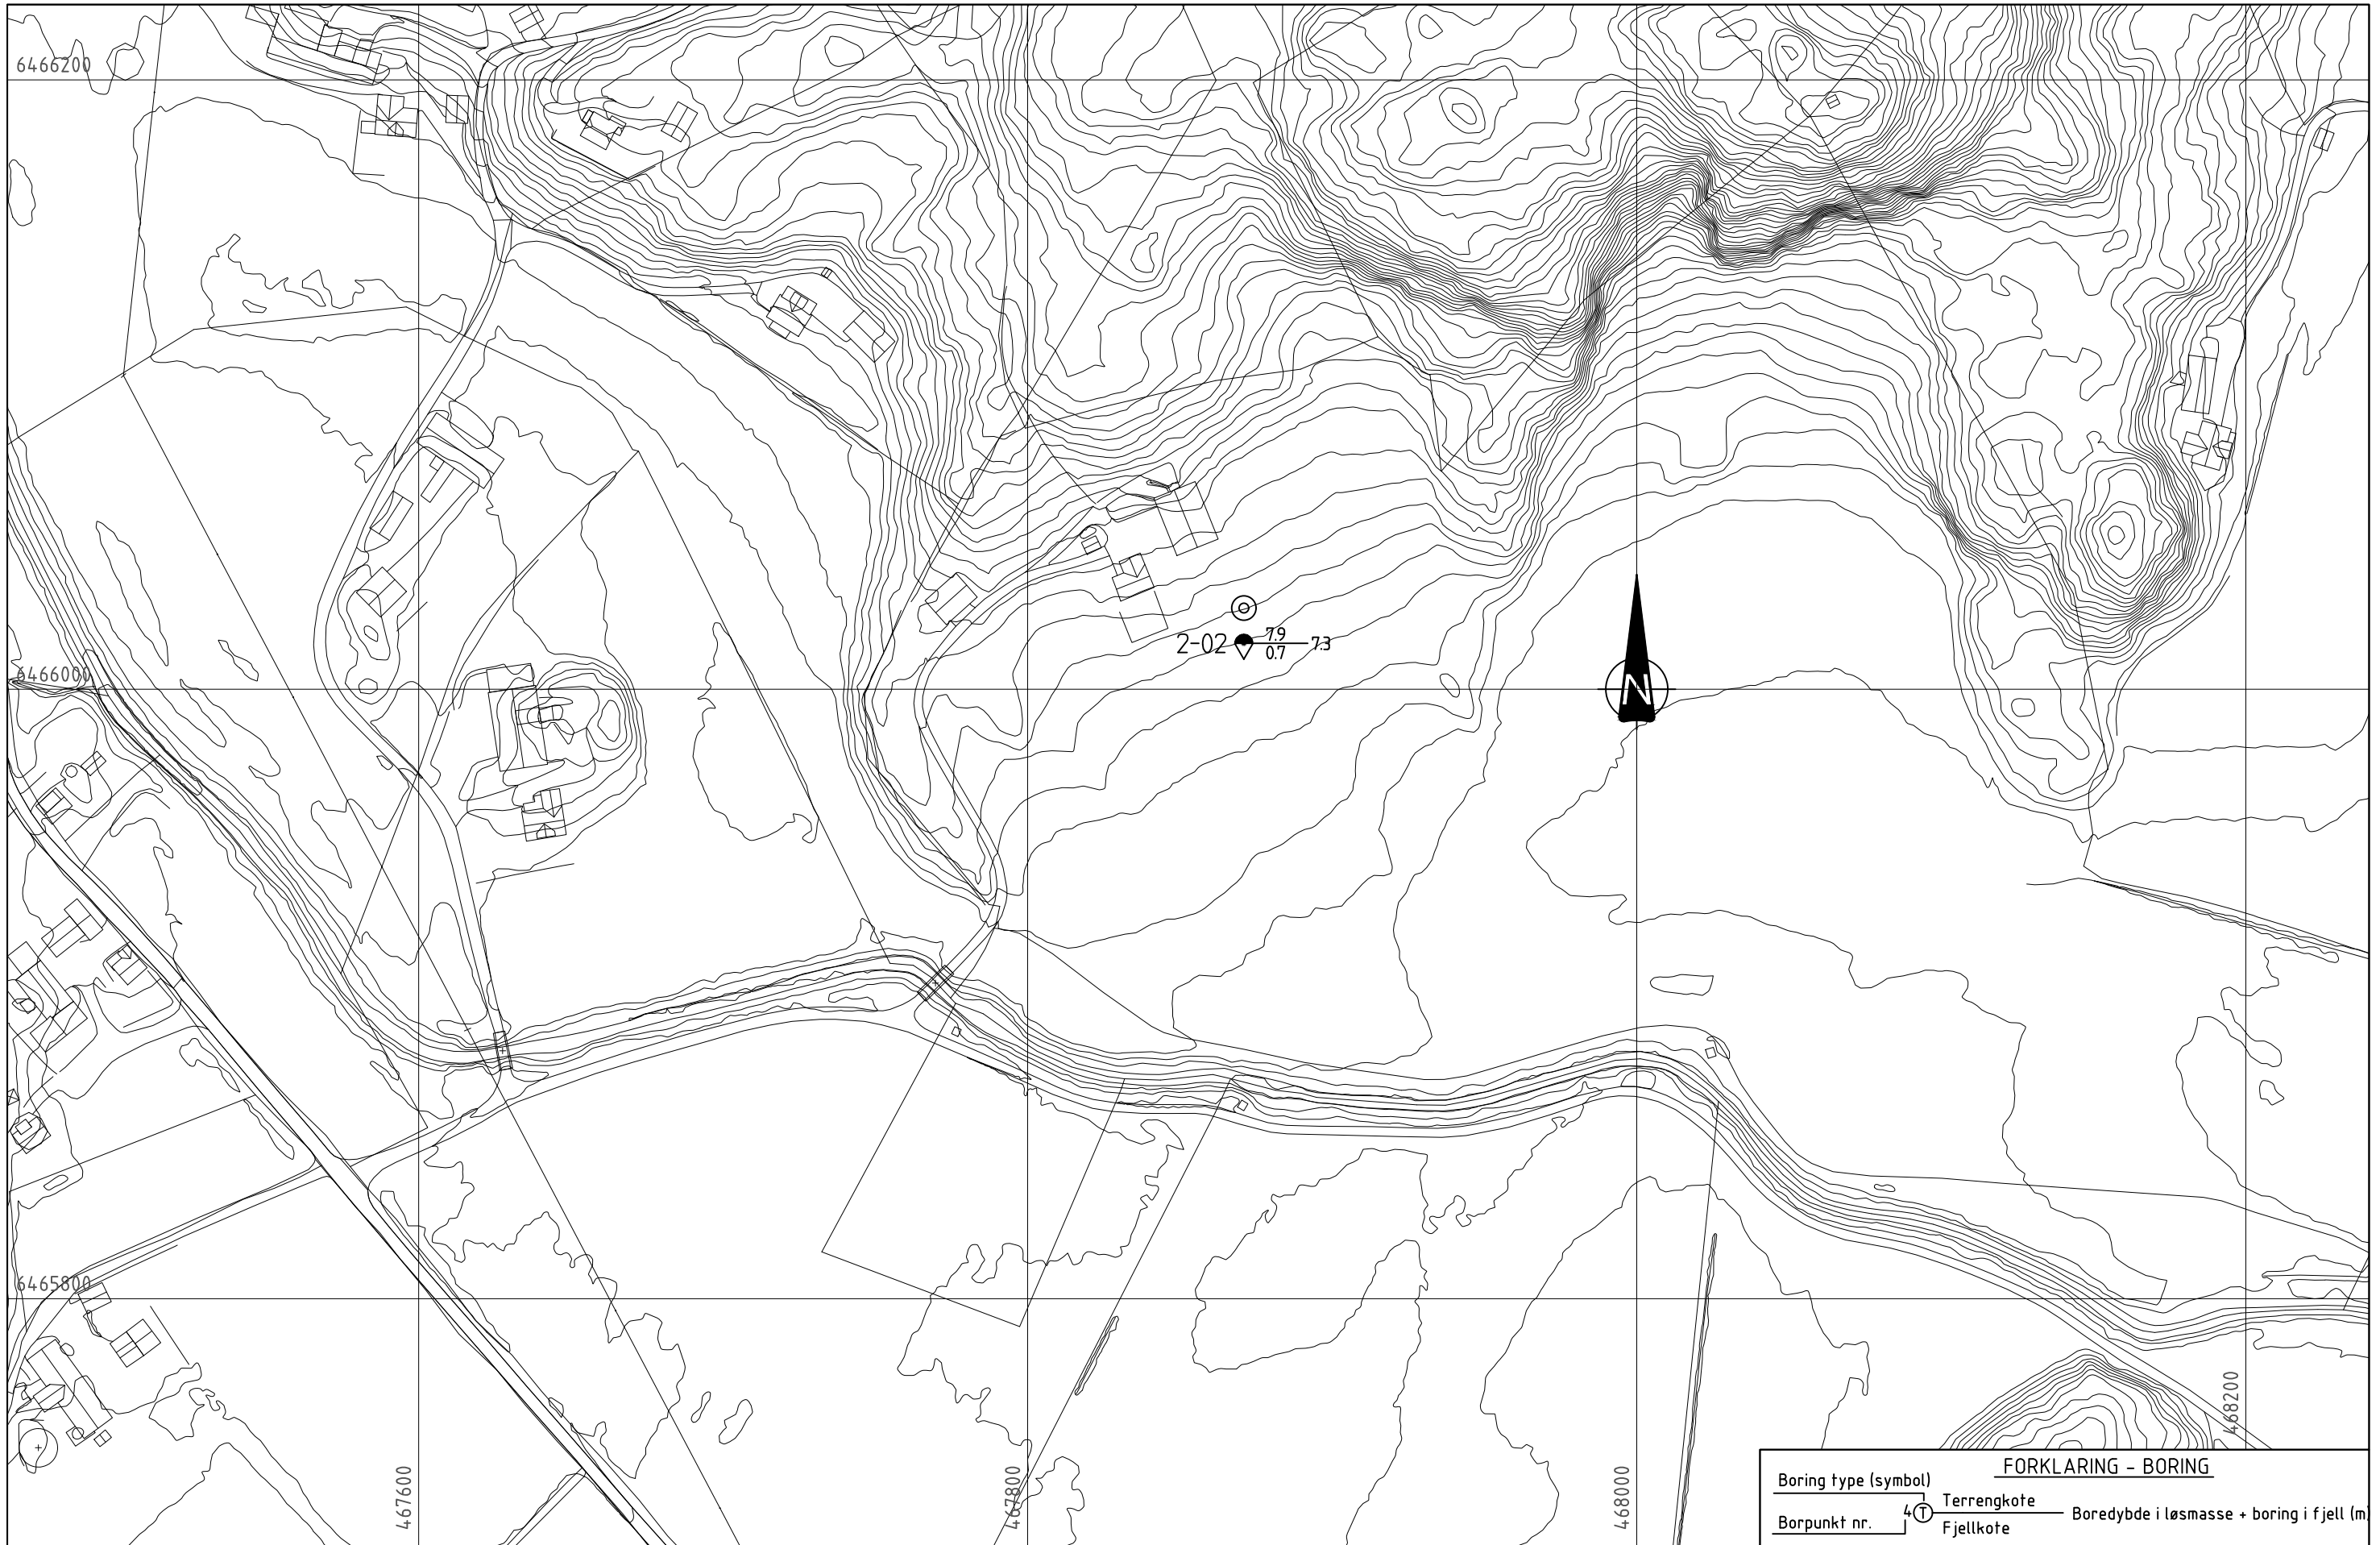 6466200
2-02 7.9 7.3
0.7
6466000
N
6465800
467600
467800
468000
468200
FORKLARING - BORING
Boring type (symbol)
4 T Terrengkote
Boredybde i løsmasse + boring i fjell (m)
Borpunkt nr.
Fjellkote